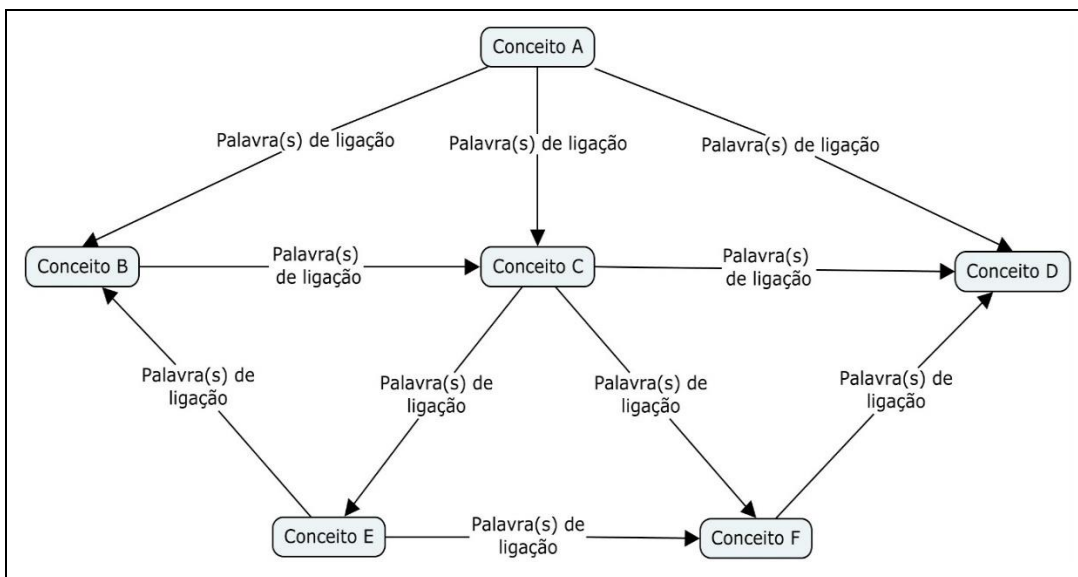 Conceito A
Palavra(s) de ligação
Palavra(s) de ligação
Palavra(s) de ligação
Conceito B
Palavra(s)
de ligação
Conceito C
Palavra(s)
de ligação
Conceito D
Palavra(s) de
ligação
Palavra(s) de
ligação
Palavra(s) de
ligação
Palavra(s) de
ligação
Conceito E
Palavra(s) de
ligação
Conceito F